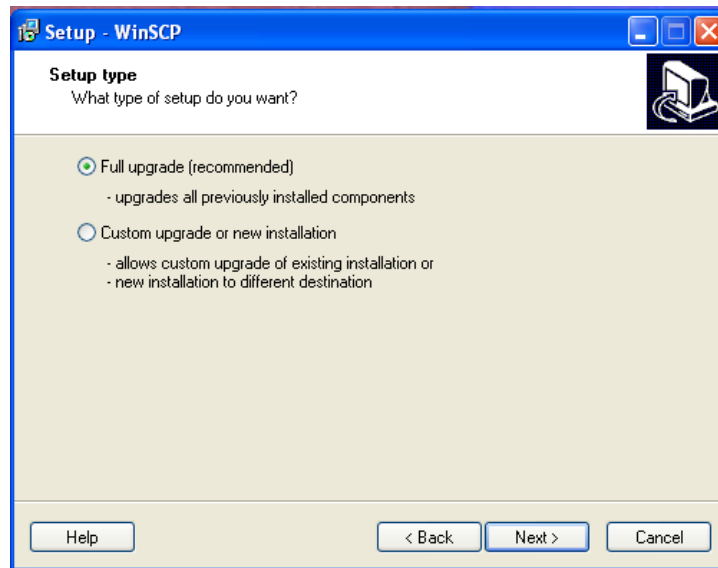 Setup - WinSCP
Setup type
What type of setup do you want?
Full upgrade (recommended)
- upgrades all previously installed components
Custom upgrade or new installation
- allows custom upgrade of existing installation or
- new installation to different destination
Help
< Back
Next >
Cancel